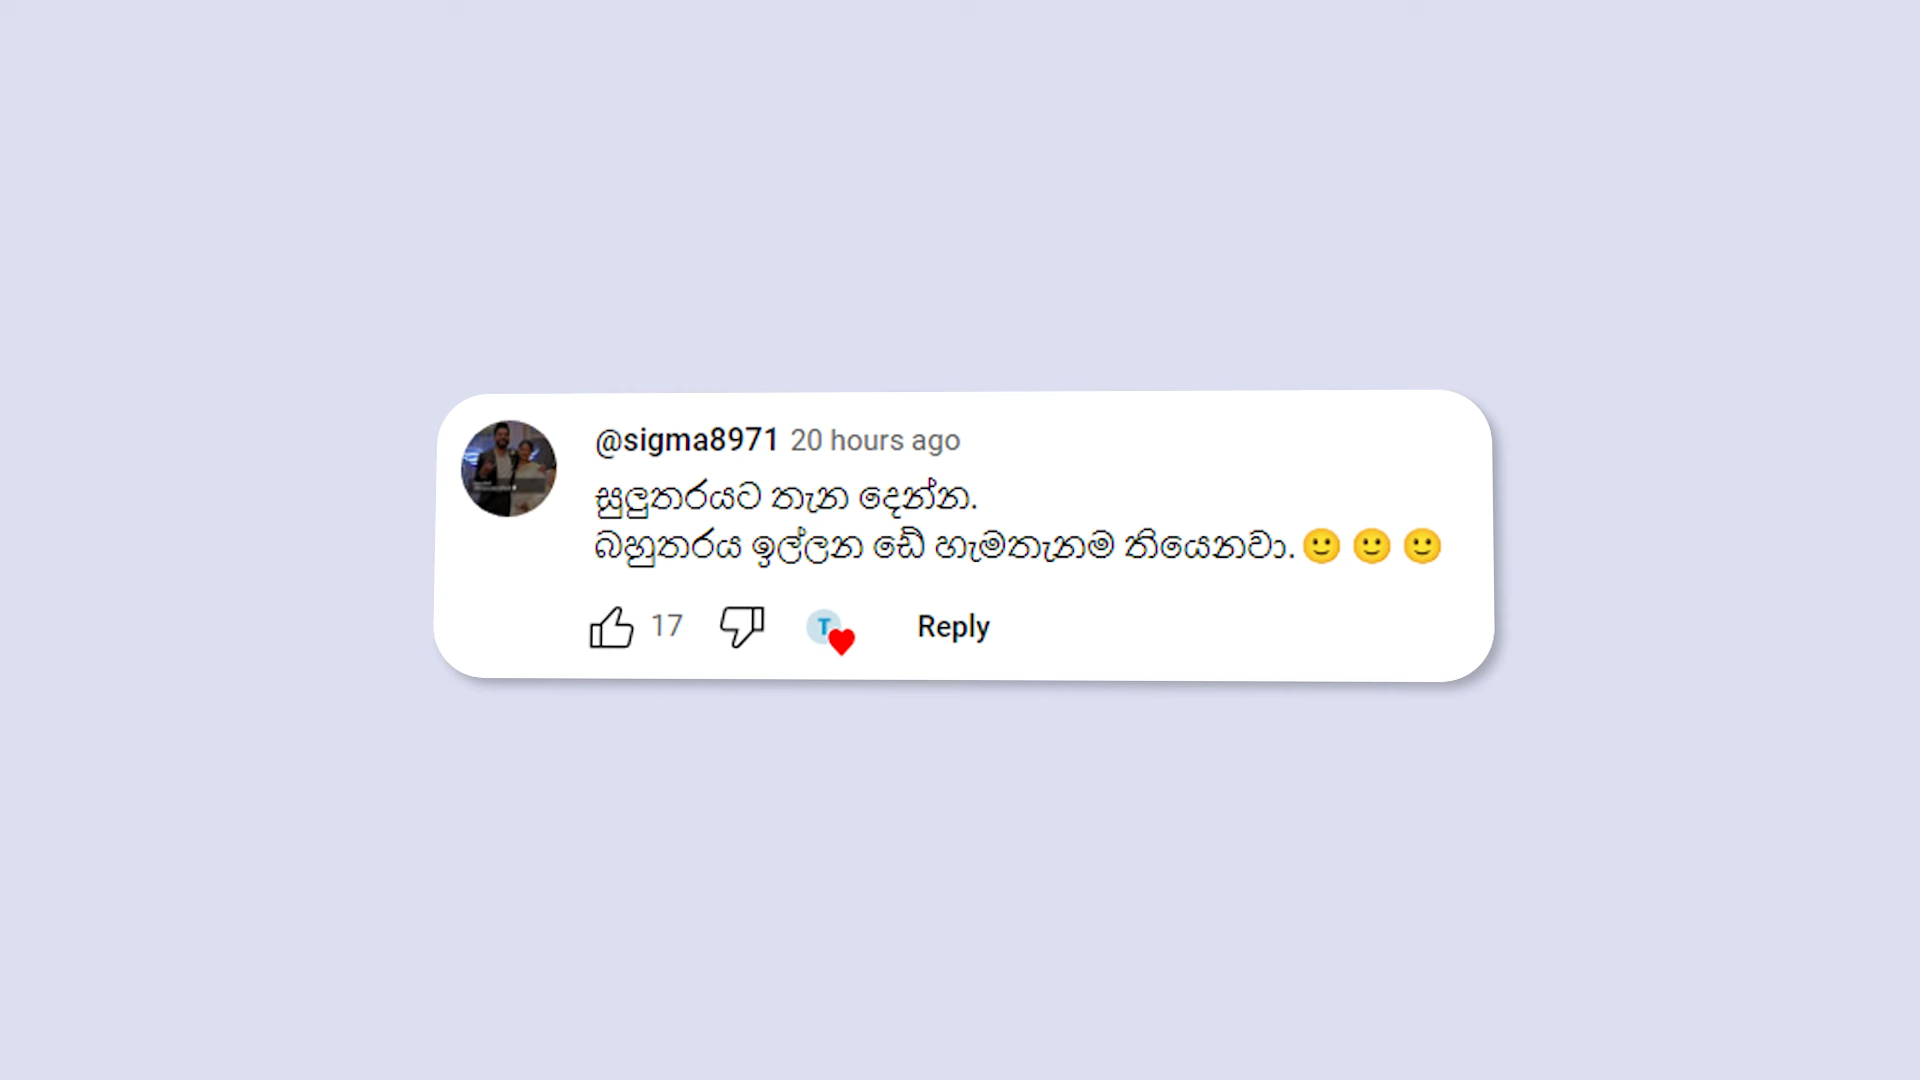 @sigma8971 20 hours ago
සුලුතරයට තැන දෙන්න.
බහුතරය ඉල්ලන ඩේ හැමතැනම තියෙනවා.🙂🙂🙂
17 T Reply